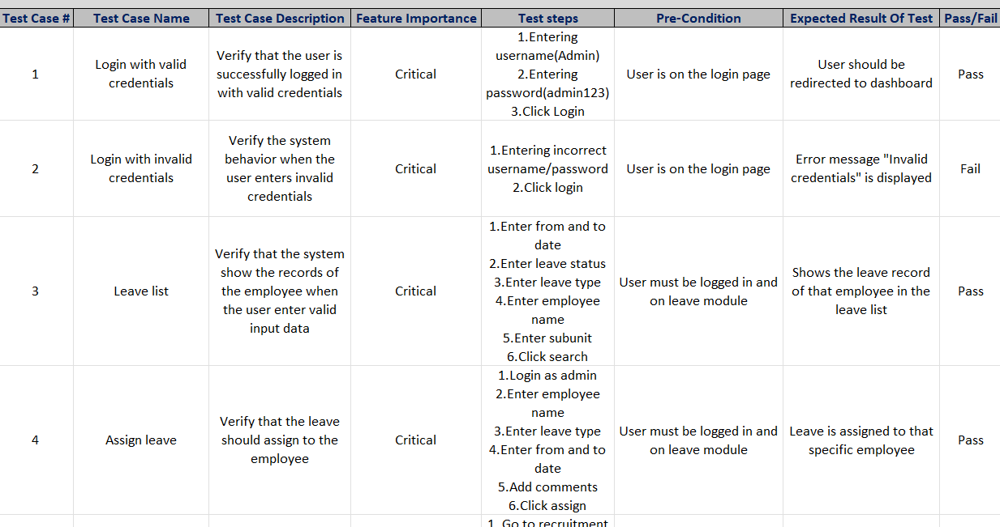 Test Case # Test Case Name Test Case Description Feature Importance Test steps Pre-Condition Expected Result Of Test Pass/Fail
1
Login with valid
credentials
Verify that the user is
successfully logged in
with valid credentials
Critical
1.Entering
username(Admin)
2.Entering
password(admin123)
3.Click Login
User is on the login page
User should be
redirected to dashboard
Pass
2
Login with invalid
credentials
Verify the system
behavior when the
user enters invalid
credentials
Critical
1.Entering incorrect
username/password
2.Click login
User is on the login page
Error message "Invalid
credentials" is displayed
Fail
3
Leave list
Verify that the system
show the records of
the employee when
the user enter valid
input data
Critical
1.Enter from and to
date
2.Enter leave status
3.Enter leave type
4.Enter employee
name
5.Enter subunit
6.Click search
User must be logged in and
on leave module
Shows the leave record
of that employee in the
leave list
Pass
4
Assign leave
Verify that the leave
should assign to the
employee
Critical
1.Login as admin
2.Enter employee
name
3.Enter leave type
4.Enter from and to
date
5.Add comments
6.Click assign
User must be logged in and
on leave module
Leave is assigned to that
specific employee
Pass
1. Go to recruitment